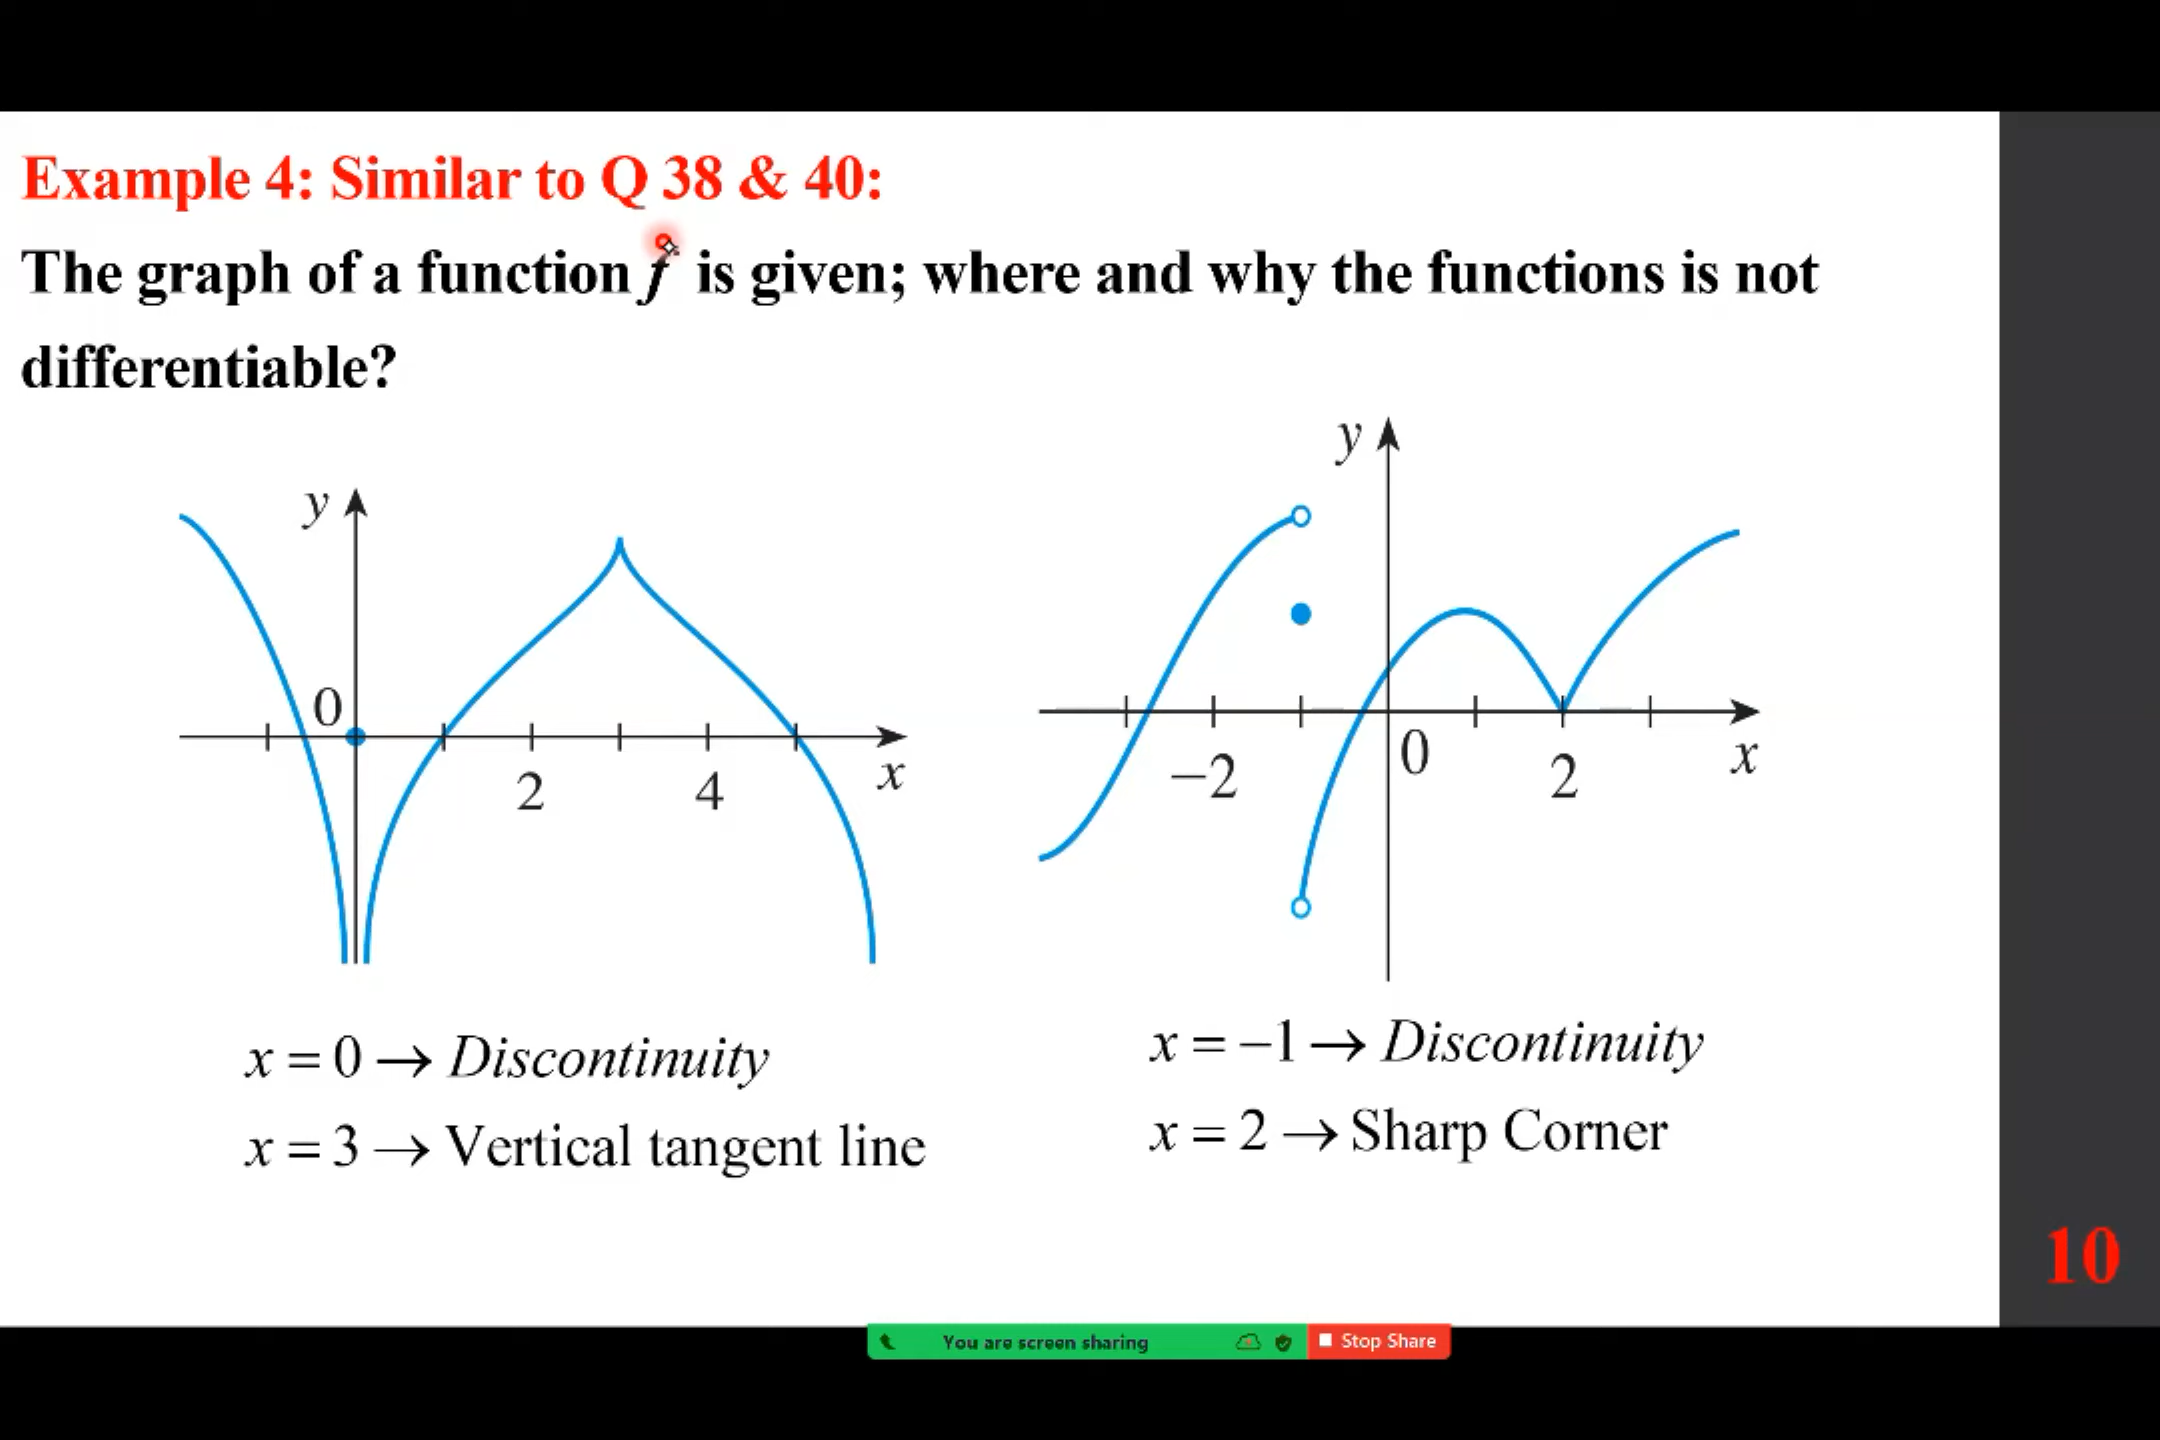 Example 4: Similar to Q 38 & 40:
The graph of a function f is given; where and why the functions is not
differentiable?
y
0
2
4
x
y
−2
0
2
x
x = 0 → Discontinuity
x = 3 → Vertical tangent line
x = −1 → Discontinuity
x = 2 → Sharp Corner
10
You are screen sharing
Stop Share